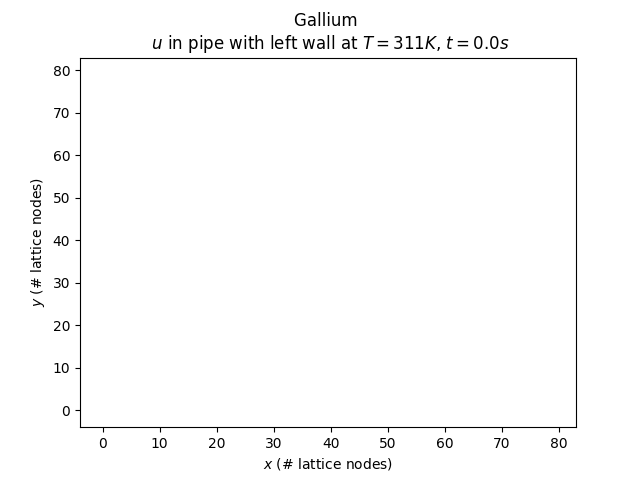 Gallium
u in pipe with left wall at T = 311K, t = 0.0s
80
70
60
50
40
30
20
10
0
y (# lattice nodes)
0 10 20 30 40 50 60 70 80
x (# lattice nodes)